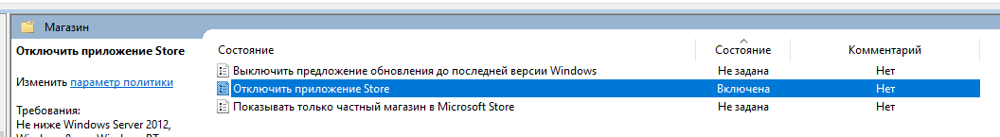 Магазин
Отключить приложение Store
Изменить параметр политики
Требования:
Не ниже Windows Server 2012,
Состояние Состояние Комментарий
Выключить предложение обновления до последней версии Windows Не задана Нет
Отключить приложение Store Включена Нет
Показывать только частный магазин в Microsoft Store Не задана Нет